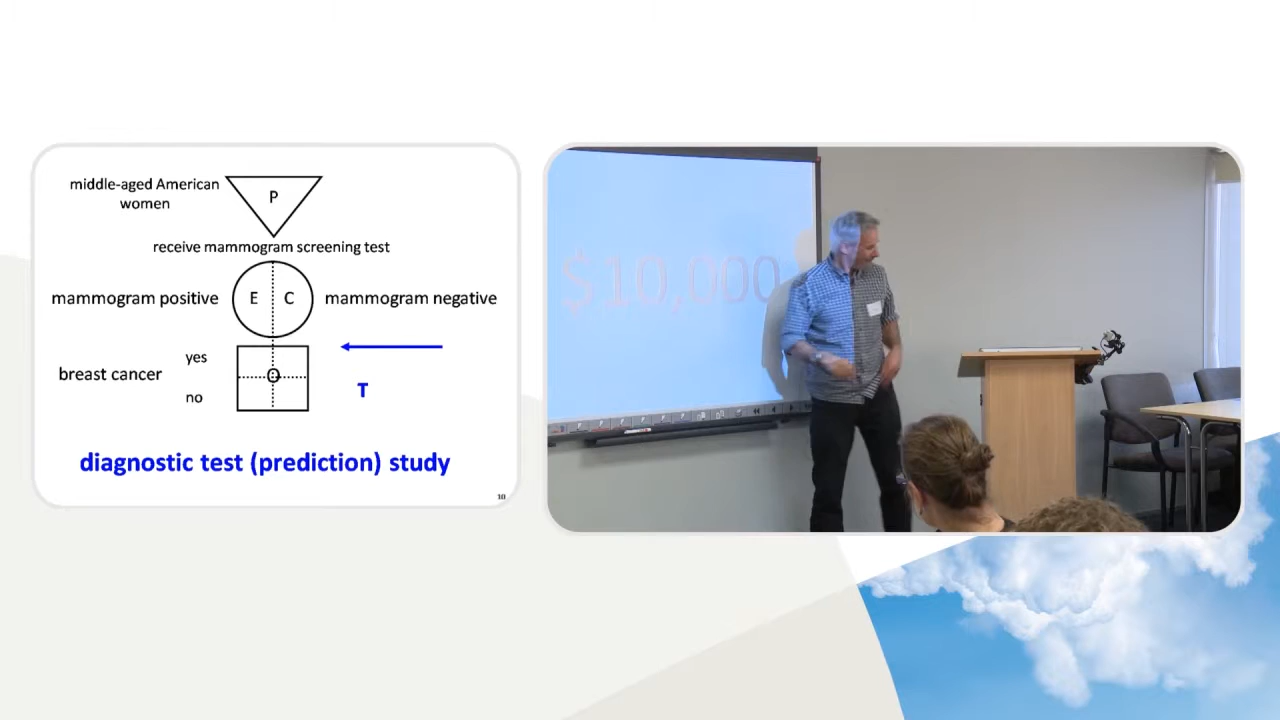 middle-aged American
women
P
receive mammogram screening test
mammogram positive
E
C
mammogram negative
yes
breast cancer
O
no
T
diagnostic test (prediction) study
10
$10,000